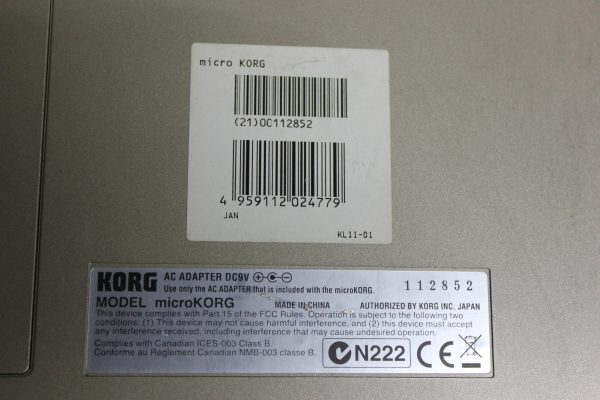 micro KORG
(21)00112852
4 959112 024779
JAN
KL11-01
KORG AC ADAPTER DC9V
Use only the AC ADAPTER that is included with the microKORG.
112852
MODEL microKORG MADE IN CHINA AUTHORIZED BY KORG INC. JAPAN
This device complies with Part 15 of the FCC Rules. Operation is subject to the following two
conditions: (1) This device may not cause harmful interference, and (2) this device must accept
any interference received, including interference that may cause undesired operation.
Complies with Canadian ICES-003 Class B.
Conforme au Reglement Canadien NMB-003 classe B.
N222 CE